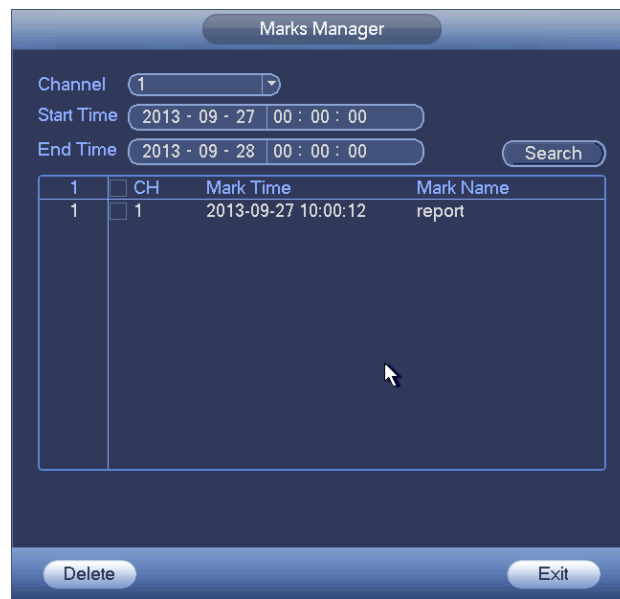 Marks Manager
Channel 1
Start Time 2013 - 09 - 27 00 : 00 : 00
End Time 2013 - 09 - 28 00 : 00 : 00 Search
1 CH Mark Time Mark Name
1 1 2013-09-27 10:00:12 report
Delete Exit